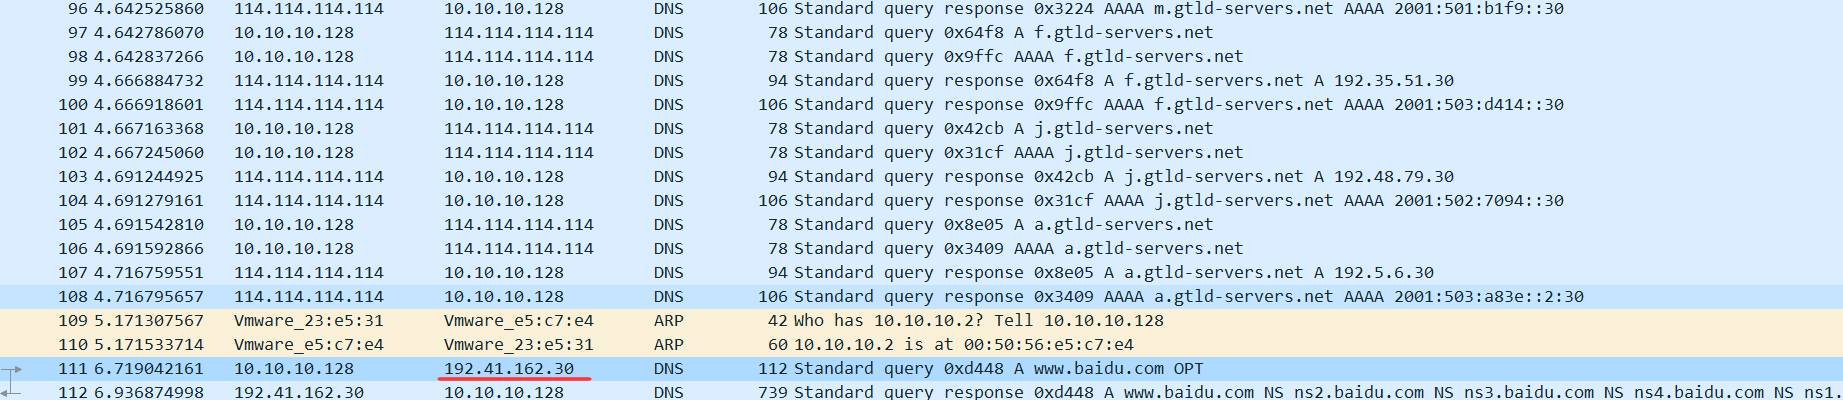 96 4.642525860 114.114.114.114 10.10.10.128 DNS 106 Standard query response 0x3224 AAAA m.gtld-servers.net AAAA 2001:501:b1f9::30
97 4.642786070 10.10.10.128 114.114.114.114 DNS 78 Standard query 0x64f8 A f.gtld-servers.net
98 4.642837266 10.10.10.128 114.114.114.114 DNS 78 Standard query 0x9ffc AAAA f.gtld-servers.net
99 4.666884732 114.114.114.114 10.10.10.128 DNS 94 Standard query response 0x64f8 A f.gtld-servers.net A 192.35.51.30
100 4.666918601 114.114.114.114 10.10.10.128 DNS 106 Standard query response 0x9ffc AAAA f.gtld-servers.net AAAA 2001:503:d414::30
101 4.667163368 10.10.10.128 114.114.114.114 DNS 78 Standard query 0x42cb A j.gtld-servers.net
102 4.667245060 10.10.10.128 114.114.114.114 DNS 78 Standard query 0x31cf AAAA j.gtld-servers.net
103 4.691244925 114.114.114.114 10.10.10.128 DNS 94 Standard query response 0x42cb A j.gtld-servers.net A 192.48.79.30
104 4.691279161 114.114.114.114 10.10.10.128 DNS 106 Standard query response 0x31cf AAAA j.gtld-servers.net AAAA 2001:502:7094::30
105 4.691542810 10.10.10.128 114.114.114.114 DNS 78 Standard query 0x8e05 A a.gtld-servers.net
106 4.691592866 10.10.10.128 114.114.114.114 DNS 78 Standard query 0x3409 AAAA a.gtld-servers.net
107 4.716759551 114.114.114.114 10.10.10.128 DNS 94 Standard query response 0x8e05 A a.gtld-servers.net A 192.5.6.30
108 4.716795657 114.114.114.114 10.10.10.128 DNS 106 Standard query response 0x3409 AAAA a.gtld-servers.net AAAA 2001:503:a83e::2:30
109 5.171307567 Vmware_23:e5:31 Vmware_e5:c7:e4 ARP 42 Who has 10.10.10.2? Tell 10.10.10.128
110 5.171533714 Vmware_e5:c7:e4 Vmware_23:e5:31 ARP 60 10.10.10.2 is at 00:50:56:e5:c7:e4
111 6.719042161 10.10.10.128 192.41.162.30 DNS 112 Standard query 0xd448 A www.baidu.com OPT
112 6.936874998 192.41.162.30 10.10.10.128 DNS 739 Standard query response 0xd448 A www.baidu.com NS ns2.baidu.com NS ns3.baidu.com NS ns4.baidu.com NS ns1.